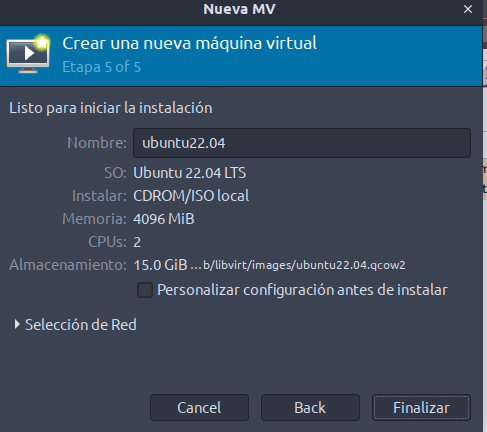 Nueva MV
Crear una nueva máquina virtual
Etapa 5 of 5
Listo para iniciar la instalación
Nombre: ubuntu22.04
SO: Ubuntu 22.04 LTS
Instalar: CDROM/ISO local
Memoria: 4096 MiB
CPUs: 2
Almacenamiento: 15.0 GiB ...b/libvirt/images/ubuntu22.04.qcow2
Personalizar configuración antes de instalar
Selección de Red
Cancel Back Finalizar